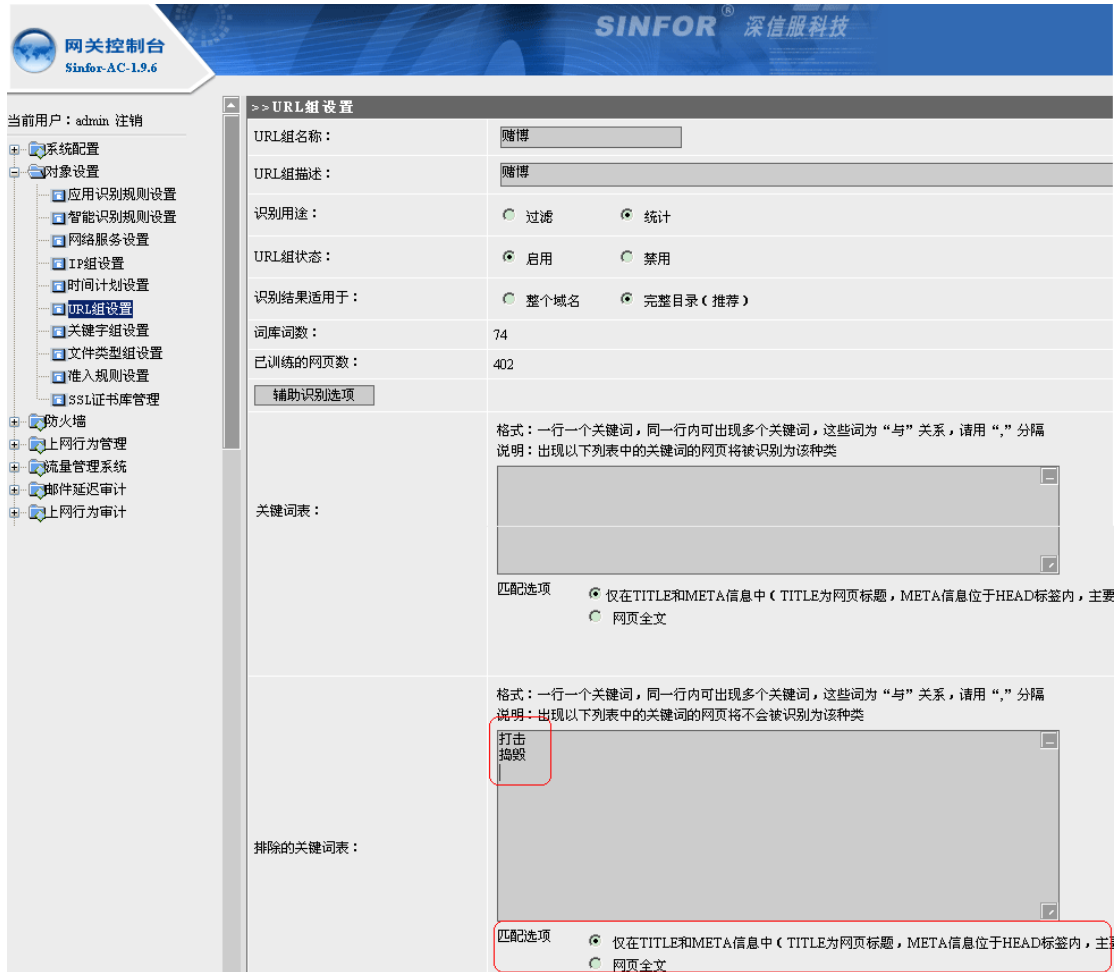 SINFOR® 深信服科技
网关控制台
Sinfor-AC-1.9.6
当前用户：admin 注销
系统配置
对象设置
应用识别规则设置
智能识别规则设置
网络服务设置
IP组设置
时间计划设置
URL组设置
关键字组设置
文件类型组设置
准入规则设置
SSL证书库管理
防火墙
上网行为管理
流量管理系统
邮件延迟审计
上网行为审计
>>URL组设置
URL组名称： 赌博
URL组描述： 赌博
识别用途： 过滤 统计
URL组状态： 启用 禁用
识别结果适用于： 整个域名 完整目录（推荐）
词库词数： 74
已训练的网页数： 402
辅助识别选项
格式：一行一个关键词，同一行内可出现多个关键词，这些词为“与”关系，请用“,”分隔
说明：出现以下列表中的关键词的网页将被识别为该种类
关键词表：
匹配选项 仅在TITLE和META信息中（TITLE为网页标题，META信息位于HEAD标签内，主要
网页全文
格式：一行一个关键词，同一行内可出现多个关键词，这些词为“与”关系，请用“,”分隔
说明：出现以下列表中的关键词的网页将不会被识别为该种类
打击
捣毁
排除的关键词表：
匹配选项 仅在TITLE和META信息中（TITLE为网页标题，META信息位于HEAD标签内，主
网页全文